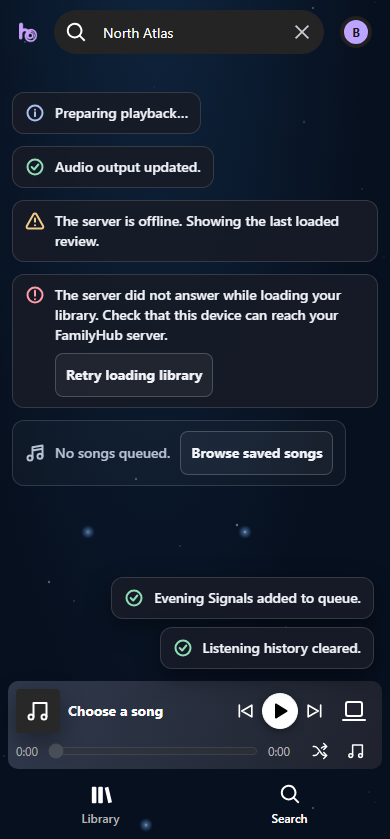 North Atlas
B
Preparing playback...
Audio output updated.
The server is offline. Showing the last loaded
review.
The server did not answer while loading your
library. Check that this device can reach your
FamilyHub server.
Retry loading library
No songs queued.
Browse saved songs
Evening Signals added to queue.
Listening history cleared.
Choose a song
0:00
0:00
Library
Search